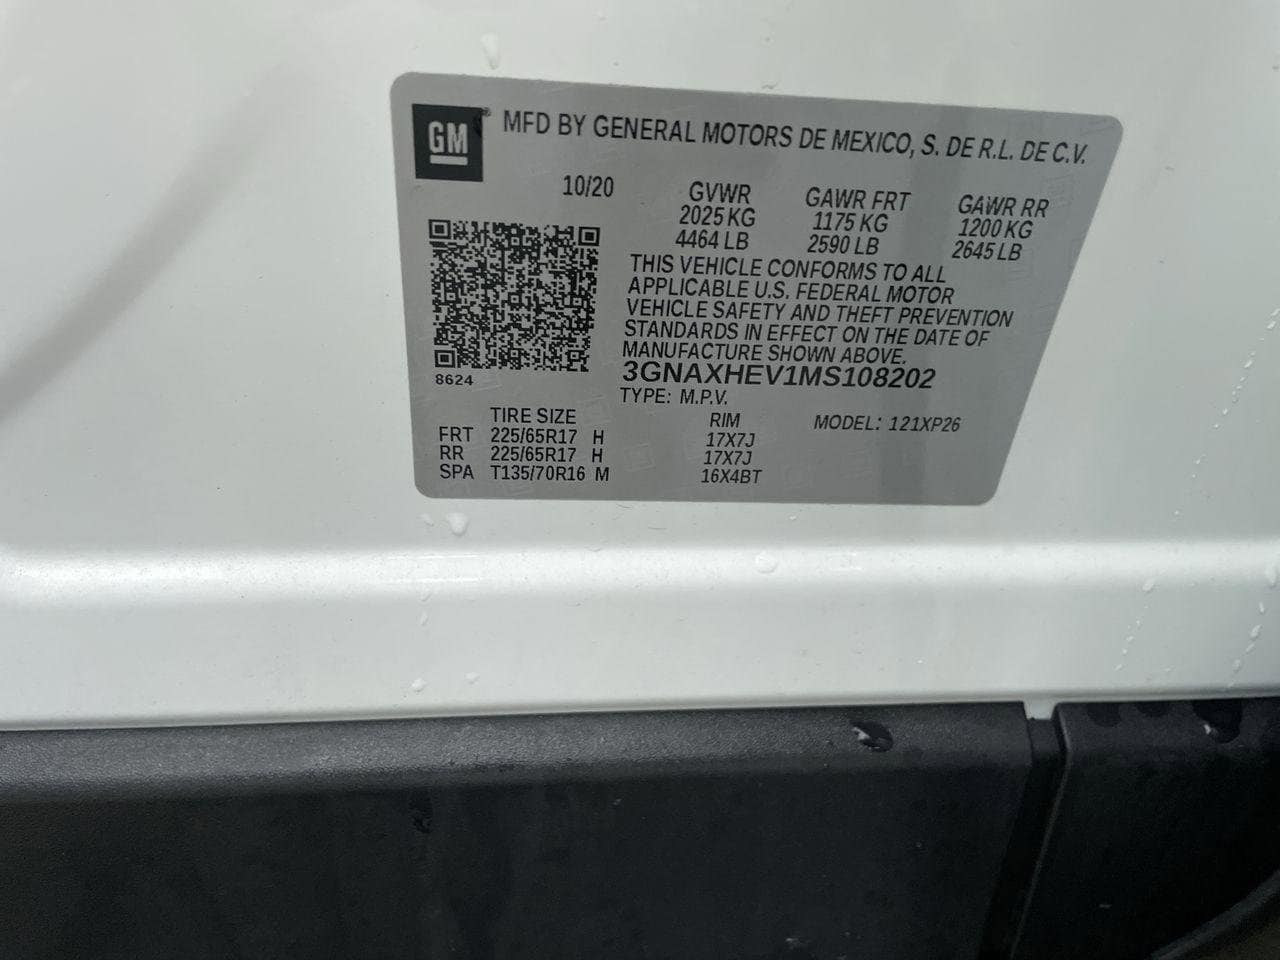 GM
MFD BY GENERAL MOTORS DE MEXICO, S. DE R.L. DE C.V.
10/20
GVWR GAWR FRT GAWR RR
2025 KG 1175 KG 1200 KG
4464 LB 2590 LB 2645 LB
THIS VEHICLE CONFORMS TO ALL
APPLICABLE U.S. FEDERAL MOTOR
VEHICLE SAFETY AND THEFT PREVENTION
STANDARDS IN EFFECT ON THE DATE OF
MANUFACTURE SHOWN ABOVE.
8624
3GNAXHEV1MS108202
TYPE: M.P.V.
TIRE SIZE RIM MODEL: 121XP26
FRT 225/65R17 H 17X7J
RR 225/65R17 H 17X7J
SPA T135/70R16 M 16X4BT